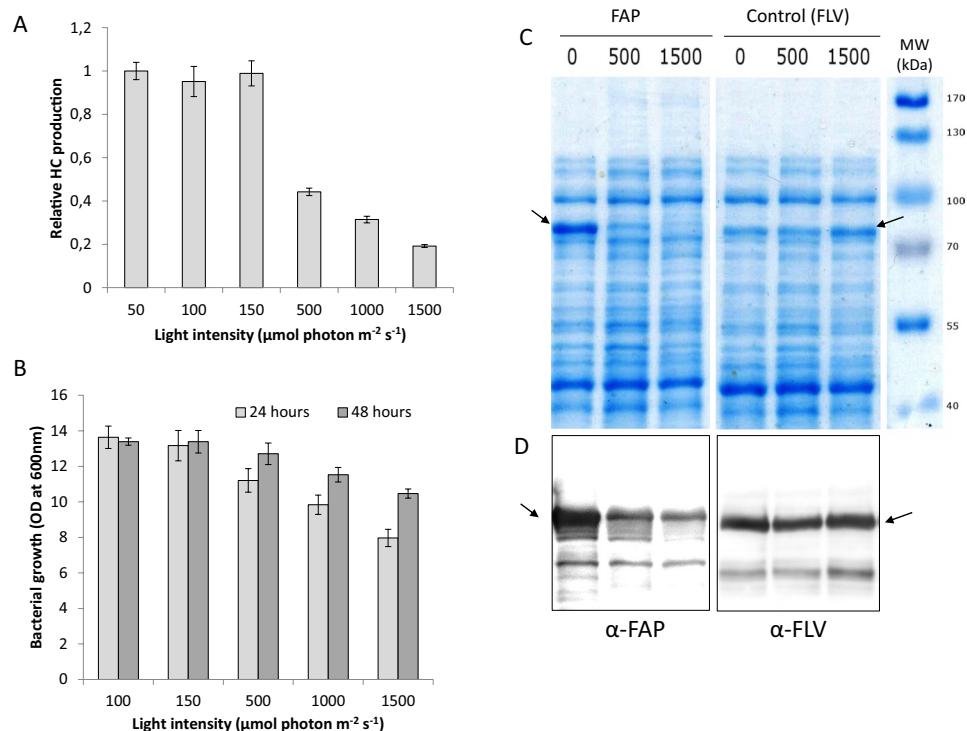 A
1,2
1
0,8
0,6
0,4
0,2
0
Relative HC production
50 100 150 500 1000 1500
Light intensity (µmol photon m⁻² s⁻¹)
B
16
14
12
10
8
6
4
2
0
Bacterial growth (OD at 600nm)
24 hours 48 hours
100 150 500 1000 1500
Light intensity (µmol photon m⁻² s⁻¹)
C
FAP Control (FLV)
0 500 1500 0 500 1500
MW
(kDa)
170
130
100
70
55
40
D
α-FAP α-FLV